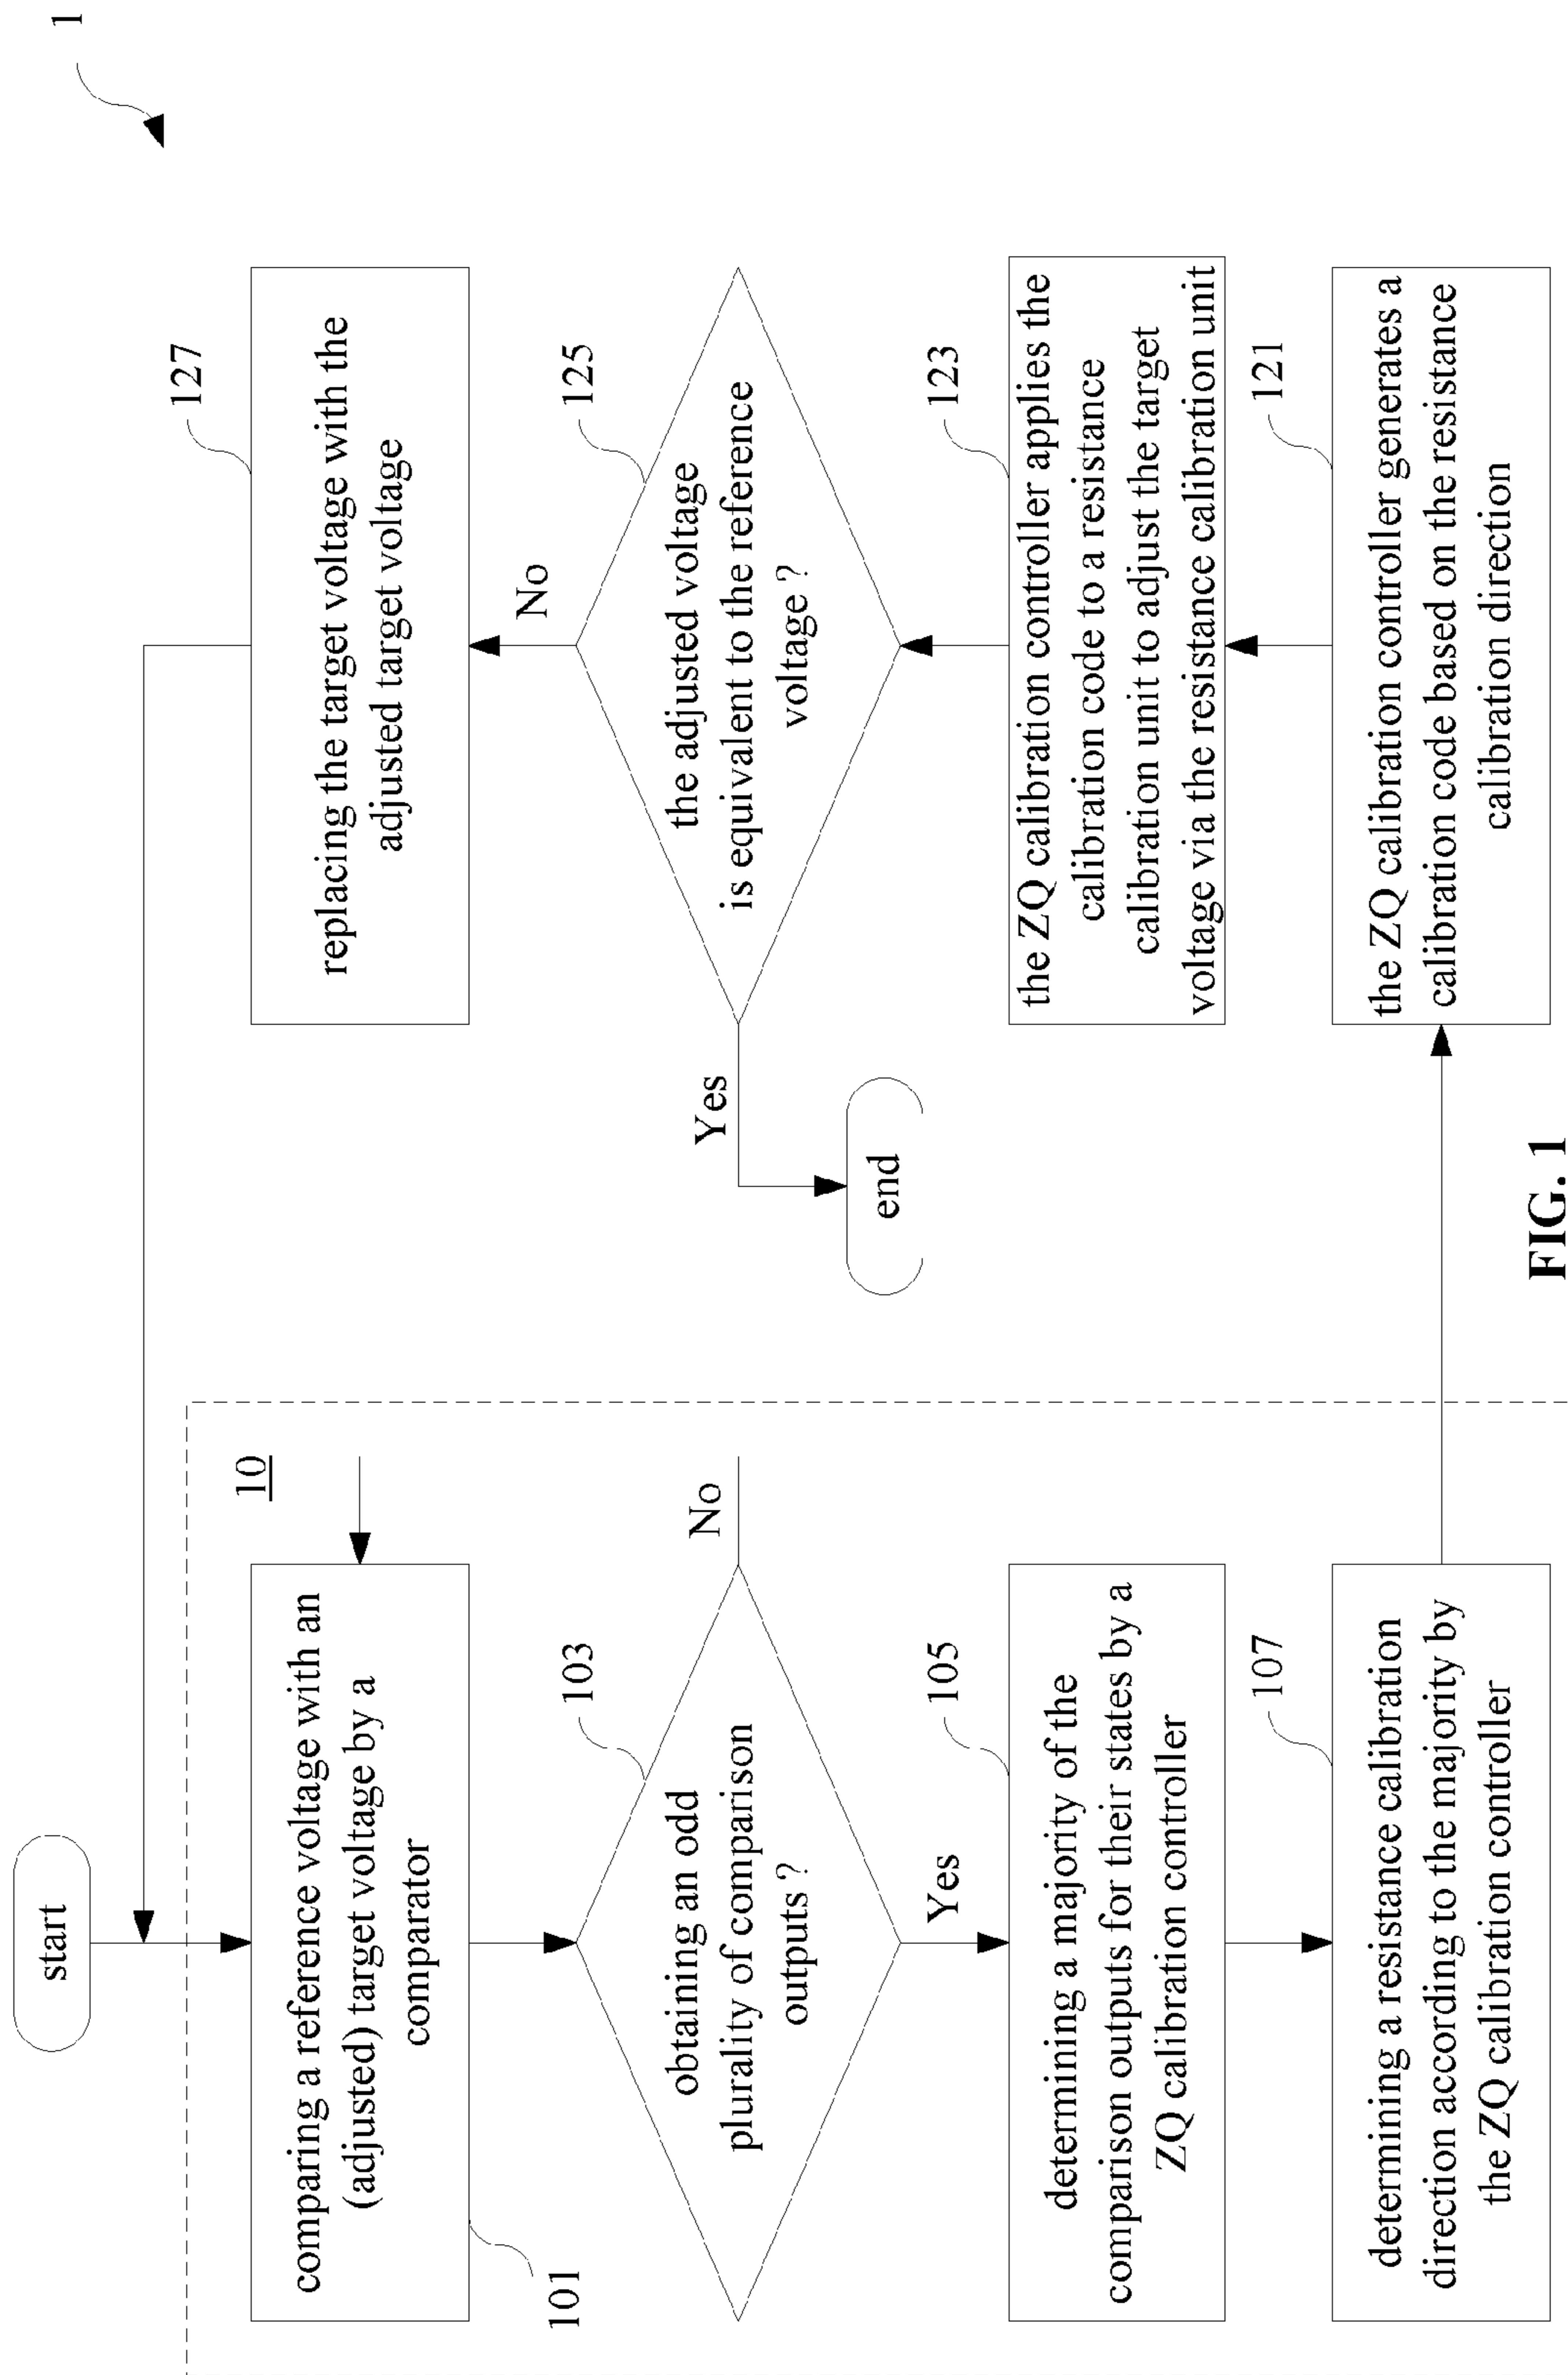 1
start
10
comparing a reference voltage with an
(adjusted) target voltage by a
comparator
101
obtaining an odd
plurality of comparison
outputs ?
103
No
Yes
determining a majority of the
comparison outputs for their states by a
ZQ calibration controller
105
determining a resistance calibration
direction according to the majority by
the ZQ calibration controller
107
replacing the target voltage with the
adjusted target voltage
127
No
the adjusted voltage
is equivalent to the reference
voltage ?
125
Yes
end
the ZQ calibration controller applies the
calibration code to a resistance
calibration unit to adjust the target
voltage via the resistance calibration unit
123
the ZQ calibration controller generates a
calibration code based on the resistance
calibration direction
121
FIG. 1